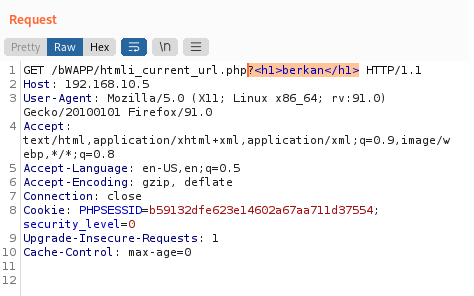 Request
Pretty Raw Hex \n
1 GET /bWAPP/htmli_current_url.php?<h1>berkan</h1> HTTP/1.1
2 Host: 192.168.10.5
3 User-Agent: Mozilla/5.0 (X11; Linux x86_64; rv:91.0)
Gecko/20100101 Firefox/91.0
4 Accept:
text/html,application/xhtml+xml,application/xml;q=0.9,image/w
ebp,*/*;q=0.8
5 Accept-Language: en-US,en;q=0.5
6 Accept-Encoding: gzip, deflate
7 Connection: close
8 Cookie: PHPSESSID=b59132dfe623e14602a67aa711d37554;
security_level=0
9 Upgrade-Insecure-Requests: 1
10 Cache-Control: max-age=0
11
12